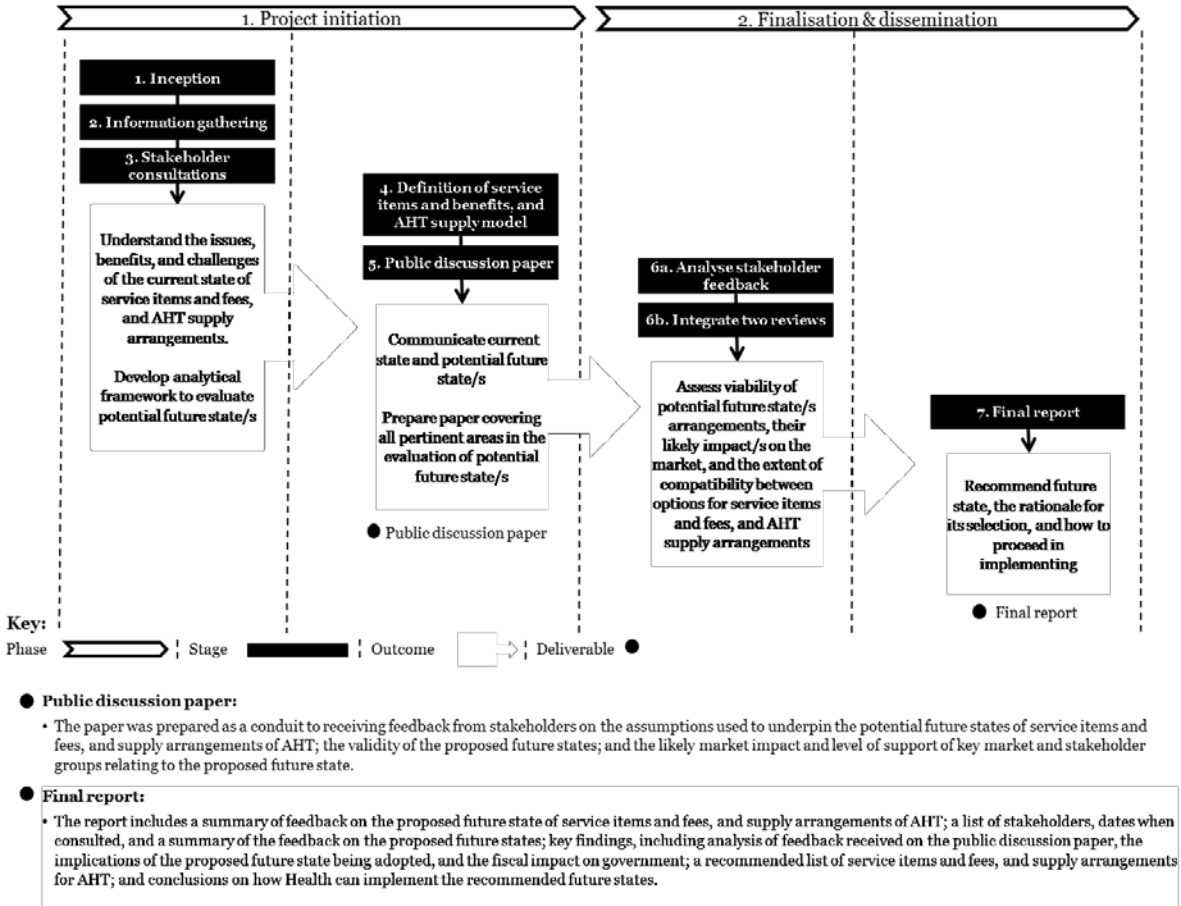 1. Project initiation
2. Finalisation & dissemination
1. Inception
2. Information gathering
3. Stakeholder
consultations
Understand the issues,
benefits, and challenges
of the current state of
service items and fees,
and AHT supply
arrangements.
Develop analytical
framework to evaluate
potential future state/s
4. Definition of service
items and benefits, and
AHT supply model
5. Public discussion paper
Communicate current
state and potential future
state/s
Prepare paper covering
all pertinent areas in the
evaluation of potential
future state/s
Public discussion paper
6a. Analyse stakeholder
feedback
6b. Integrate two reviews
Assess viability of
potential future state/s
arrangements, their
likely impact/s on the
market, and the extent of
compatibility between
options for service items
and fees, and AHT
supply arrangements
7. Final report
Recommend future
state, the rationale for
its selection, and how to
proceed in
implementing
Final report
Key:
Phase Stage Outcome Deliverable
Public discussion paper:
• The paper was prepared as a conduit to receiving feedback from stakeholders on the assumptions used to underpin the potential future states of service items and
fees, and supply arrangements of AHT; the validity of the proposed future states; and the likely market impact and level of support of key market and stakeholder
groups relating to the proposed future state.
Final report:
• The report includes a summary of feedback on the proposed future state of service items and fees, and supply arrangements of AHT; a list of stakeholders, dates when
consulted, and a summary of the feedback on the proposed future states; key findings, including analysis of feedback received on the public discussion paper, the
implications of the proposed future state being adopted, and the fiscal impact on government; a recommended list of service items and fees, and supply arrangements
for AHT; and conclusions on how Health can implement the recommended future states.